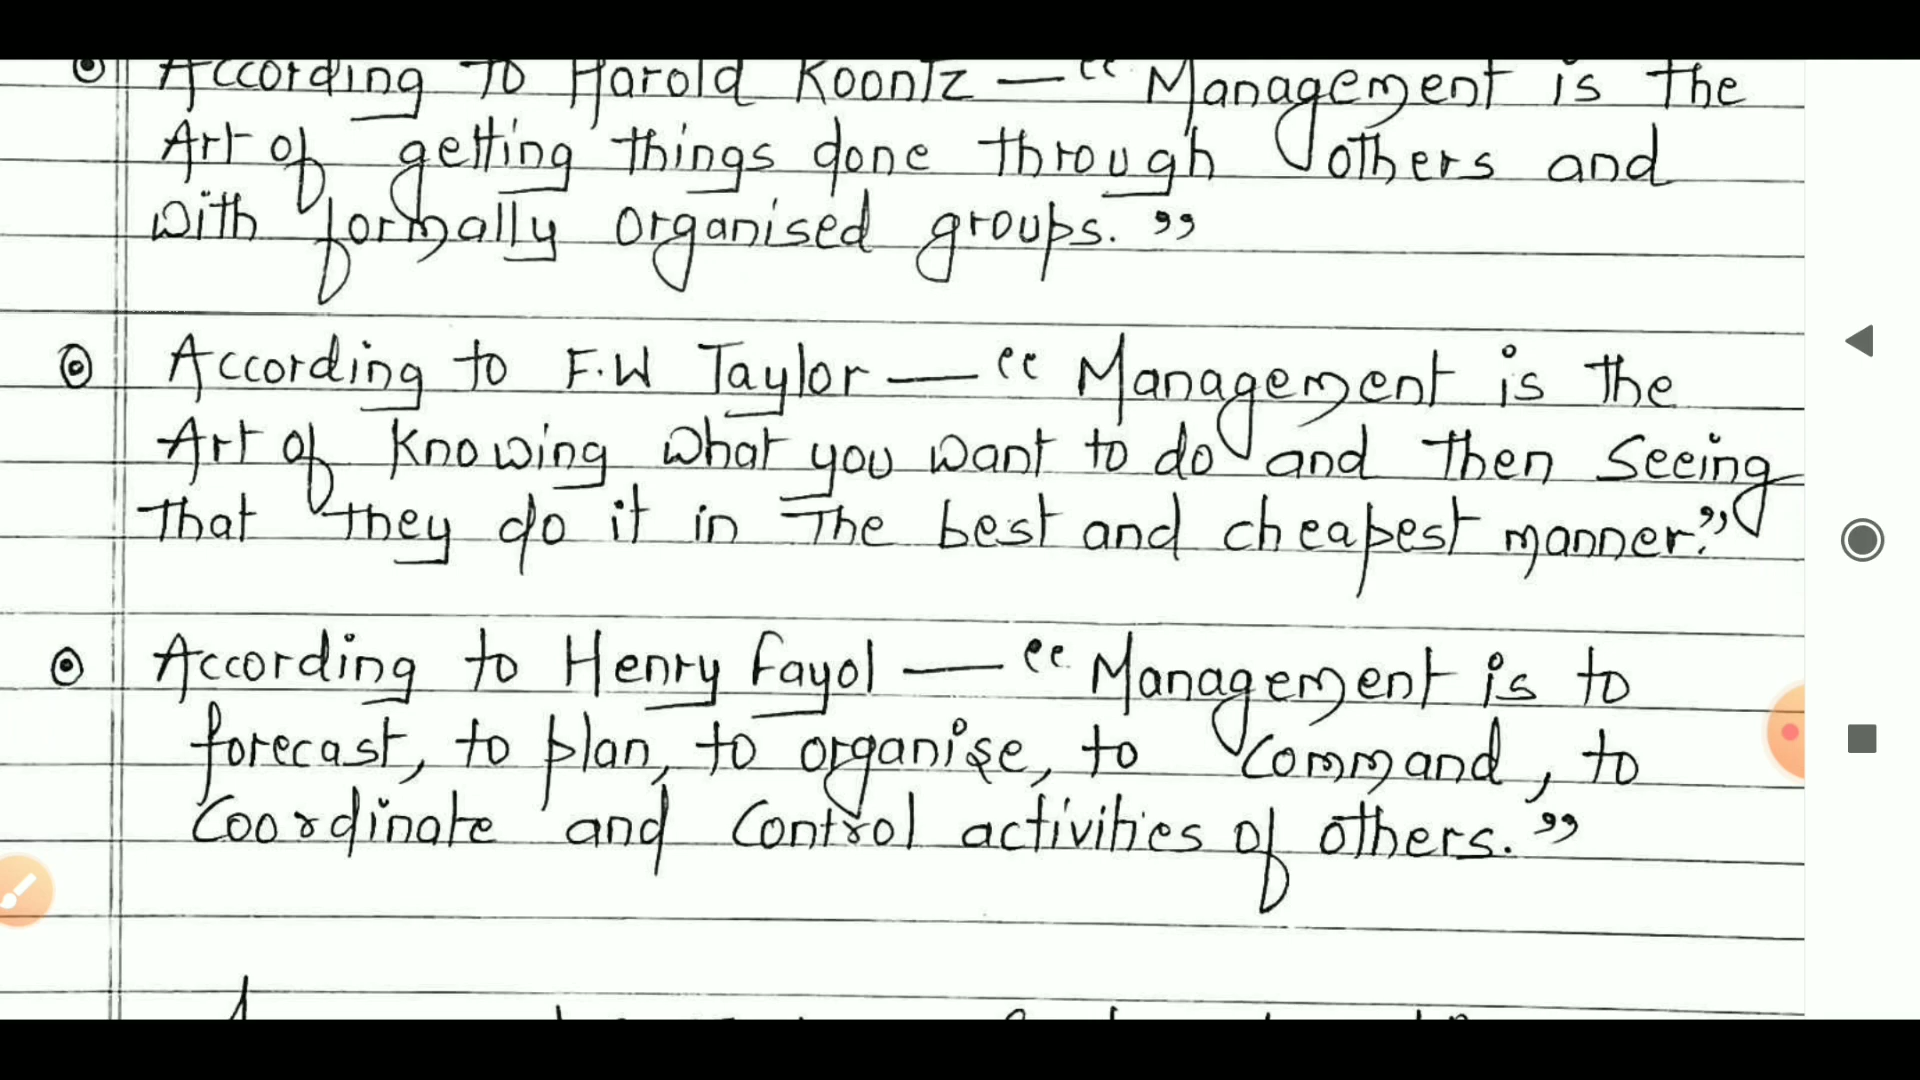 According to Harold Koontz — "Management is the
Art of getting things done through others and
with formally organised groups."
According to F.W Taylor — "Management is the
Art of Knowing what you want to do and then Seeing
that they do it in the best and cheapest manner."
According to Henry Fayol — "Management is to
forecast, to plan, to organise, to Command, to
Coordinate and Control activities of others."